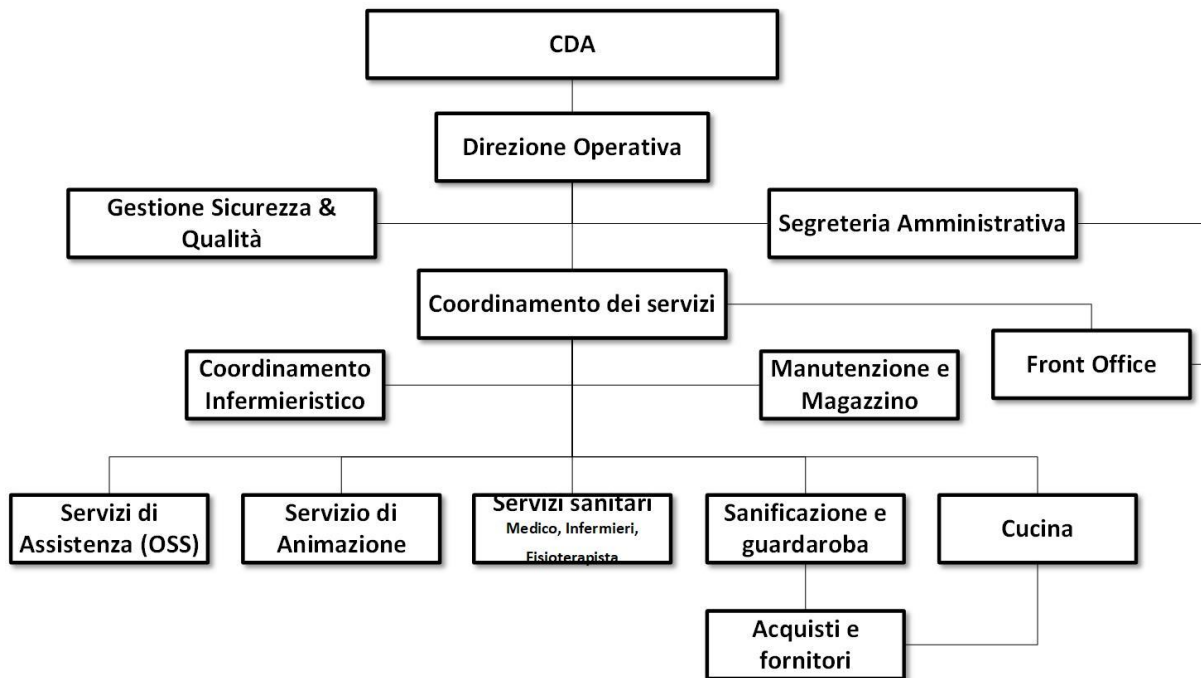 CDA
Direzione Operativa
Gestione Sicurezza &
Qualità
Segreteria Amministrativa
Coordinamento dei servizi
Front Office
Coordinamento
Infermieristico
Manutenzione e
Magazzino
Servizi di
Assistenza (OSS)
Servizio di
Animazione
Servizi sanitari
Medico, Infermieri,
Fisioterapista
Sanificazione e
guardaroba
Cucina
Acquisti e
fornitori